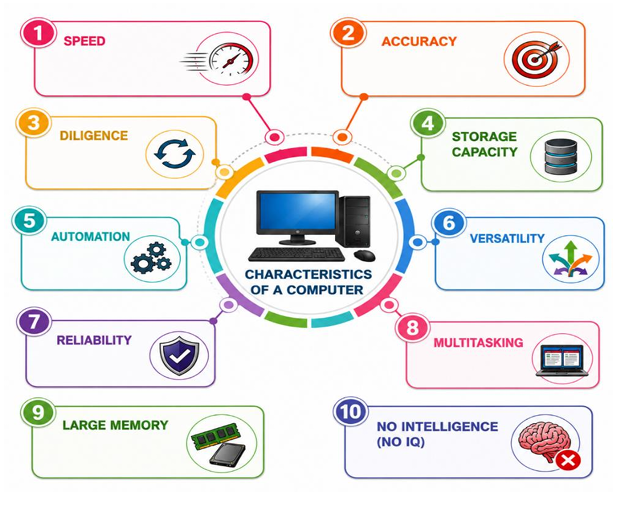 1
SPEED
2
ACCURACY
3
DILIGENCE
4
STORAGE
CAPACITY
5
AUTOMATION
6
VERSATILITY
CHARACTERISTICS
OF A COMPUTER
7
RELIABILITY
8
MULTITASKING
9
LARGE MEMORY
10
NO INTELLIGENCE
(NO IQ)